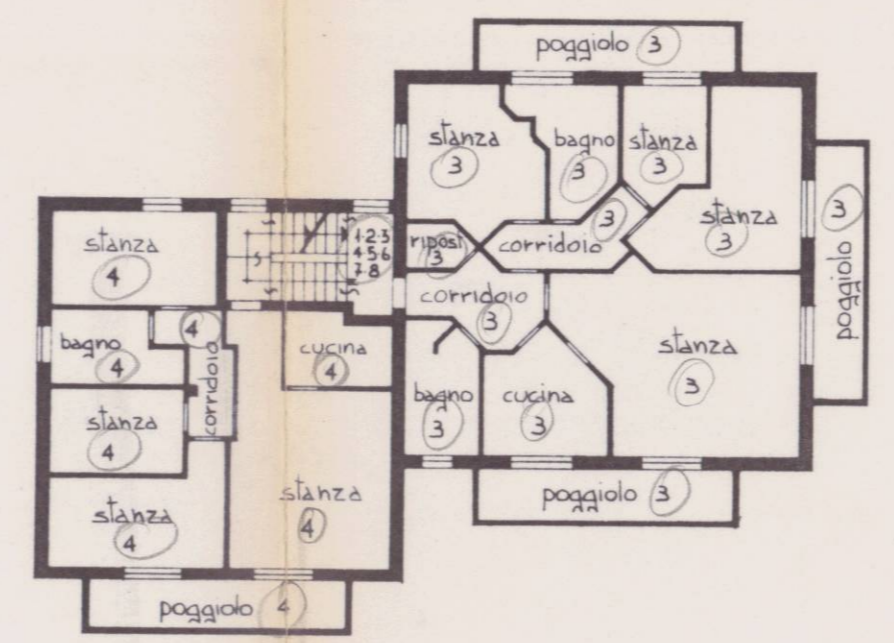 poggiolo 3
stanza
3
bagno
3
stanza
3
stanza
3
3
poggiolo
riposti
3
corridoio
3
1-2-3
4-5-6
7-8
corridoio
3
stanza
3
bagno
3
cucina
3
poggiolo 3
stanza
4
bagno
4
4
corridoio
cucina
4
stanza
4
stanza
4
stanza
4
poggiolo 4